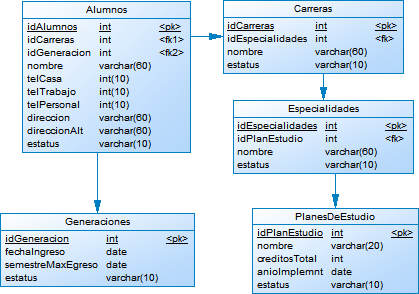 Alumnos
idAlumnos int <pk>
idCarreras int <fk1>
idGeneracion int <fk2>
nombre varchar(60)
telCasa int(10)
telTrabajo int(10)
telPersonal int(10)
direccion varchar(60)
direccionAlt varchar(60)
estatus varchar(10)
Carreras
idCarreras int <pk>
idEspecialidades int <fk>
nombre varchar(60)
estatus varchar(10)
Especialidades
idEspecialidades int <pk>
idPlanEstudio int <fk>
nombre varchar(60)
estatus varchar(10)
Generaciones
idGeneracion int <pk>
fechaIngreso date
semestreMaxEgreso date
estatus varchar(10)
PlanesDeEstudio
idPlanEstudio int <pk>
nombre varchar(20)
creditosTotal int
anioImplemnt date
estatus varchar(10)